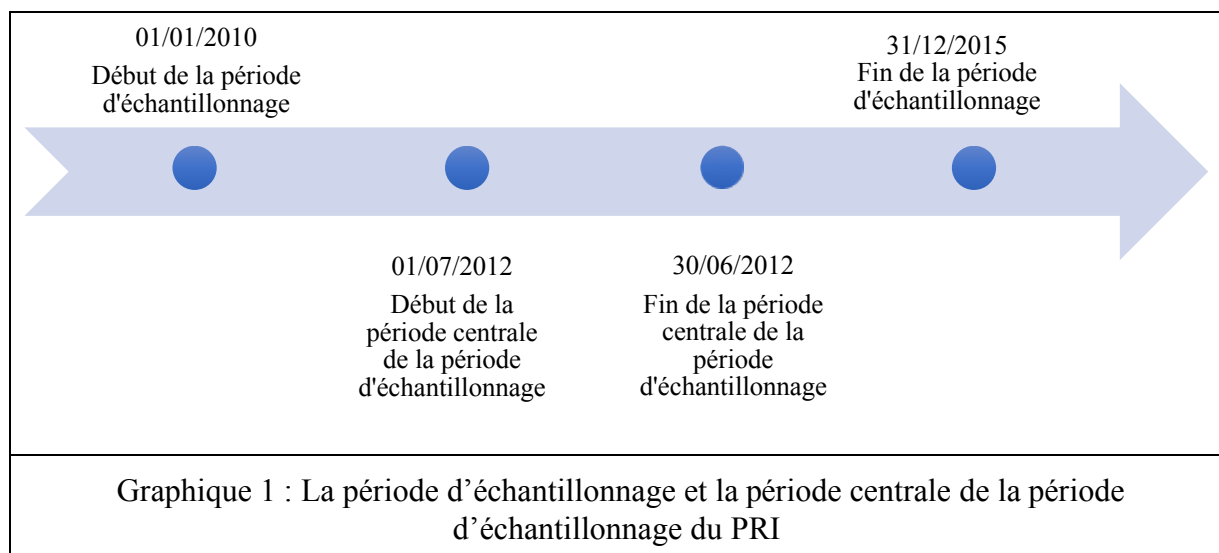 01/01/2010
Début de la période
d'échantillonnage
31/12/2015
Fin de la période
d'échantillonnage
01/07/2012
Début de la
période centrale
de la période
d'échantillonnage
30/06/2012
Fin de la période
centrale de la
période
d'échantillonnage
Graphique 1 : La période d’échantillonnage et la période centrale de la période
d’échantillonnage du PRI